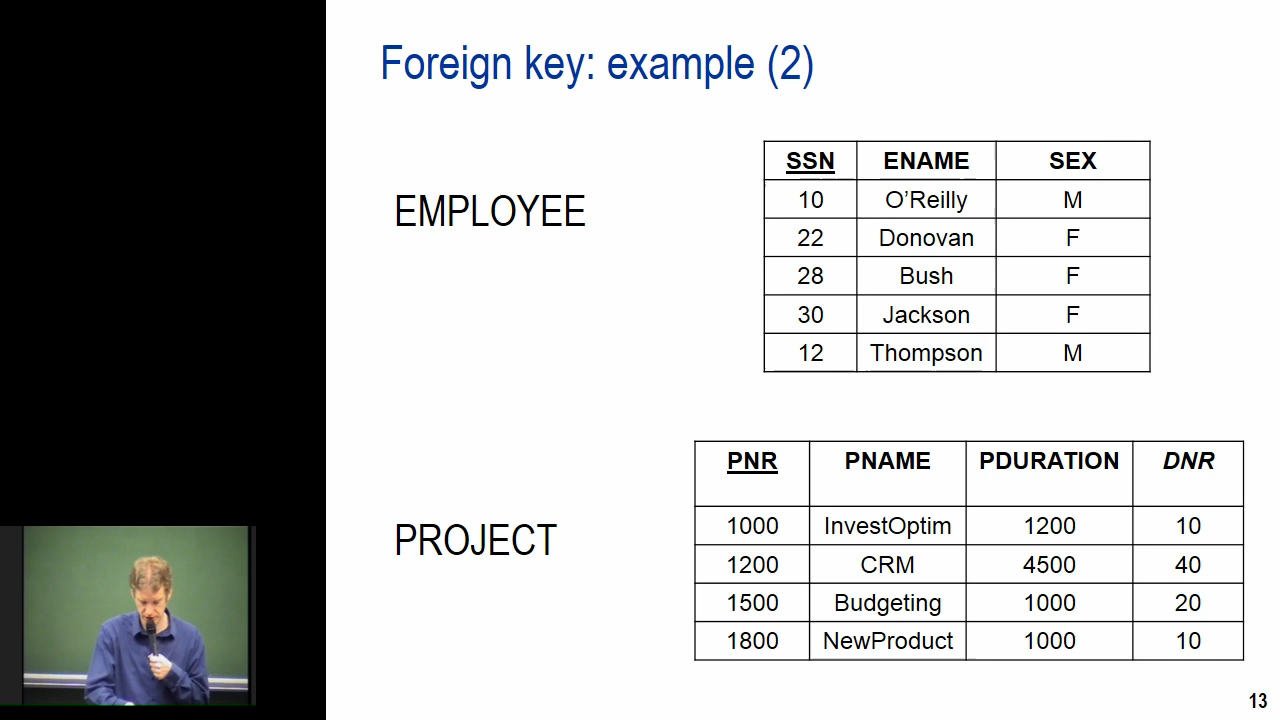 Foreign key: example (2)
EMPLOYEE
SSN ENAME SEX
10 O’Reilly M
22 Donovan F
28 Bush F
30 Jackson F
12 Thompson M
PROJECT
PNR PNAME PDURATION DNR
1000 InvestOptim 1200 10
1200 CRM 4500 40
1500 Budgeting 1000 20
1800 NewProduct 1000 10
13